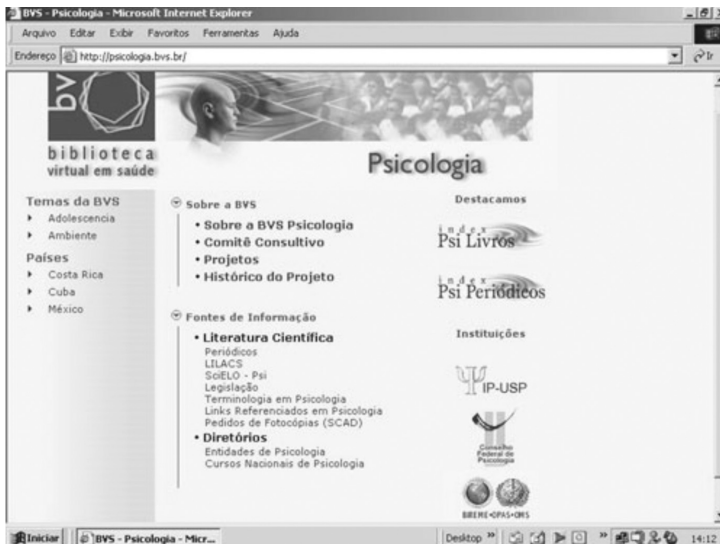 BVS - Psicologia - Microsoft Internet Explorer
Arquivo Editar Exibir Favoritos Ferramentas Ajuda
Endereço http://psicologia.bvs.br/ Ir
bvs
biblioteca
virtual em saúde
Psicologia
Temas da BVS
Adolescencia
Ambiente
Países
Costa Rica
Cuba
México
Sobre a BVS
• Sobre a BVS Psicologia
• Comitê Consultivo
• Projetos
• Histórico do Projeto
Fontes de Informação
• Literatura Científica
Periódicos
LILACS
SciELO - Psi
Legislação
Terminologia em Psicologia
Links Referenciados em Psicologia
Pedidos de Fotocópias (SCAD)
• Diretórios
Entidades de Psicologia
Cursos Nacionais de Psicologia
Destacamos
index
Psi Livros
index
Psi Periódicos
Instituições
IP-USP
Conselho
Federal de
Psicologia
BIREME•OPAS•OMS
Iniciar BVS - Psicologia - Micr... Desktop » » 14:12